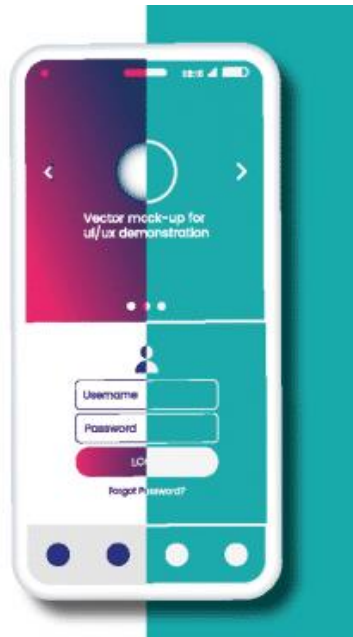 Vector mock-up for
ui/ux demonstration
Username
Password
Forgot Password?